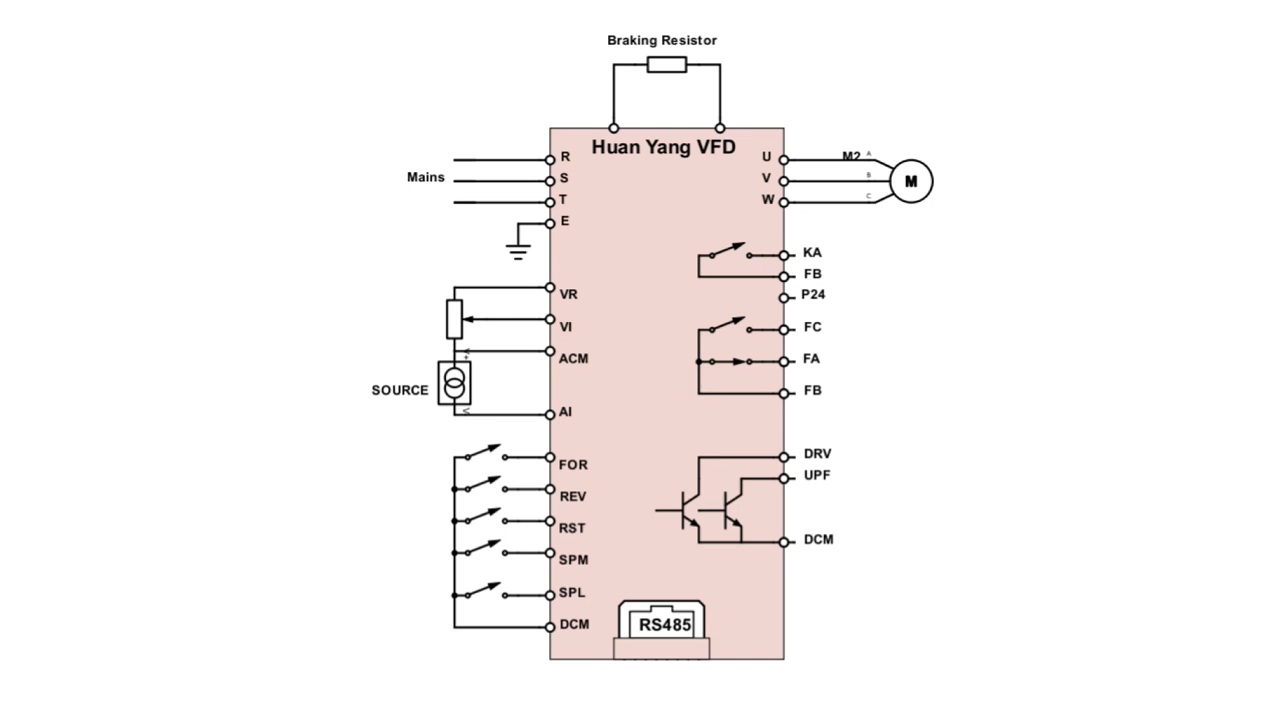 Braking Resistor
Huan Yang VFD
Mains
R
S
T
E
U
V
W
M2
A
B
C
M
KA
FB
P24
FC
FA
FB
VR
VI
ACM
SOURCE
+
AI
FOR
REV
RST
SPM
SPL
DCM
DRV
UPF
DCM
RS485